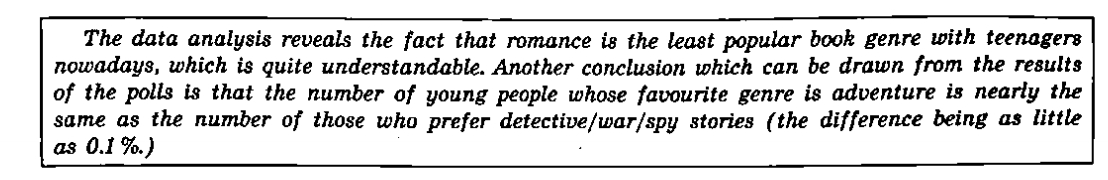 The data analysis reveals the fact that romance is the least popular book genre with teenagers
nowadays, which is quite understandable. Another conclusion which can be drawn from the results
of the polls is that the number of young people whose favourite genre is adventure is nearly the
same as the number of those who prefer detective/war/spy stories (the difference being as little
as 0.1 %.)